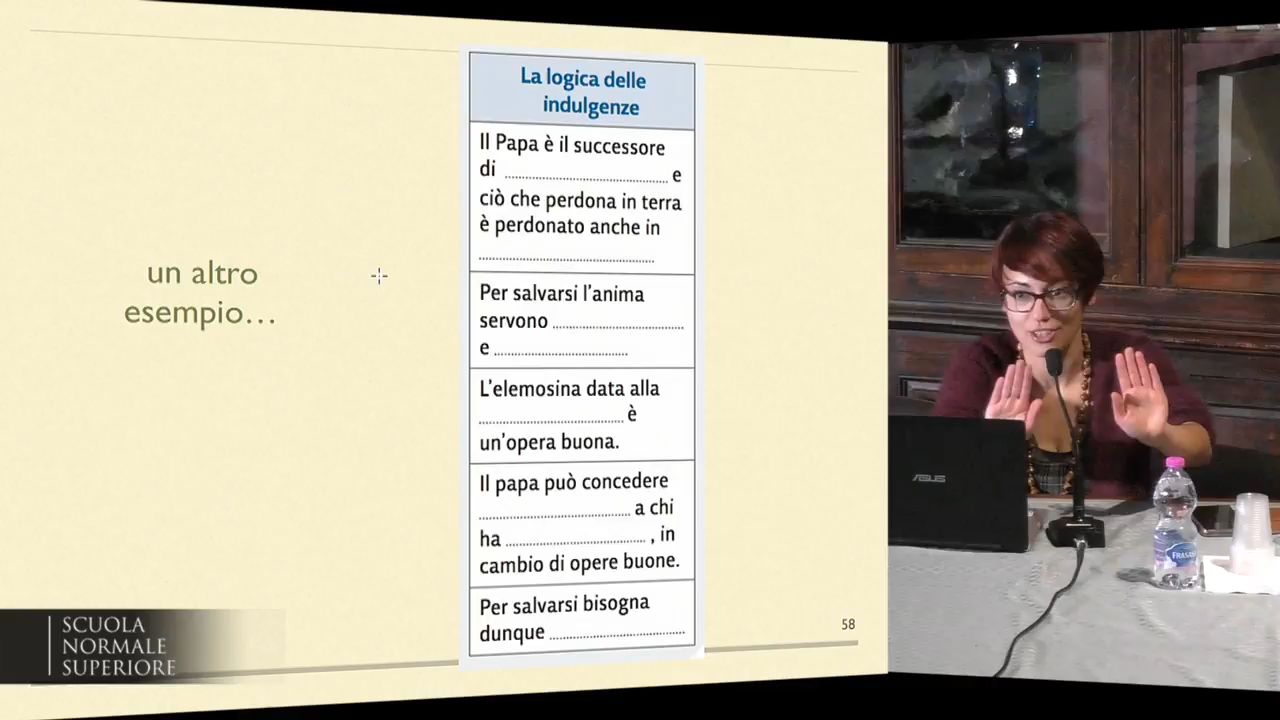 La logica delle
indulgenze
Il Papa è il successore
di ........................................ e
ciò che perdona in terra
è perdonato anche in
...........................................
Per salvarsi l'anima
servono ................................
e .................................
L'elemosina data alla
.................................... è
un'opera buona.
Il papa può concedere
...................................... a chi
ha ................................... , in
cambio di opere buone.
Per salvarsi bisogna
dunque ..................................
un altro
esempio...
58
SCUOLA
NORMALE
SUPERIORE
ASUS